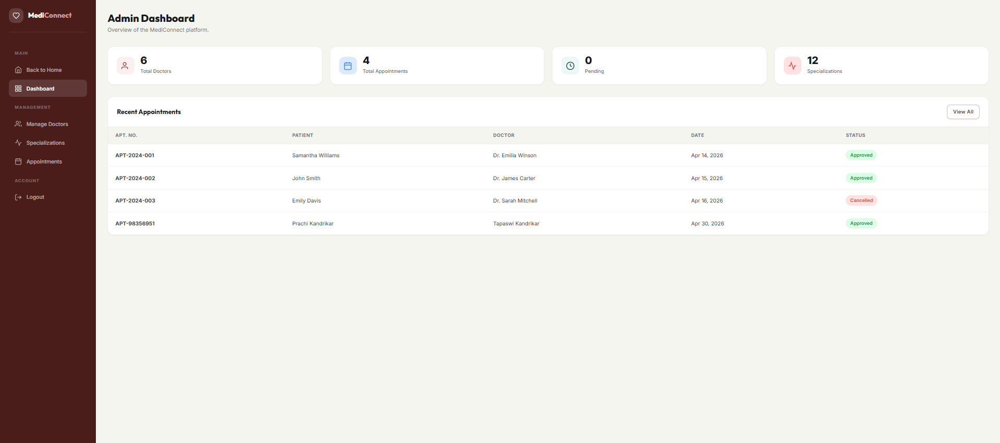 MediConnect
MAIN
Back to Home
Dashboard
MANAGEMENT
Manage Doctors
Specializations
Appointments
ACCOUNT
Logout
Admin Dashboard
Overview of the MediConnect platform.
6
Total Doctors
4
Total Appointments
0
Pending
12
Specializations
Recent Appointments
View All
APT. NO. PATIENT DOCTOR DATE STATUS
APT-2024-001 Samantha Williams Dr. Emilia Winson Apr 14, 2026 Approved
APT-2024-002 John Smith Dr. James Carter Apr 15, 2026 Approved
APT-2024-003 Emily Davis Dr. Sarah Mitchell Apr 16, 2026 Cancelled
APT-98356951 Prachi Kandrikar Tapaswi Kandrikar Apr 30, 2026 Approved